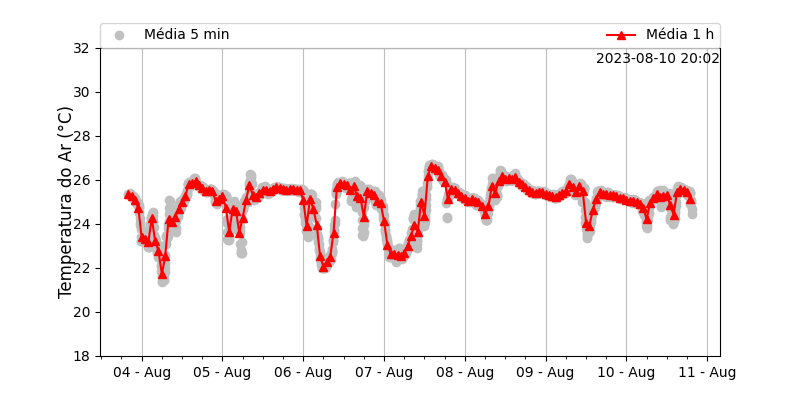 Média 5 min
Média 1 h
2023-08-10 20:02
Temperatura do Ar (°C)
32
30
28
26
24
22
20
18
04 - Aug
05 - Aug
06 - Aug
07 - Aug
08 - Aug
09 - Aug
10 - Aug
11 - Aug